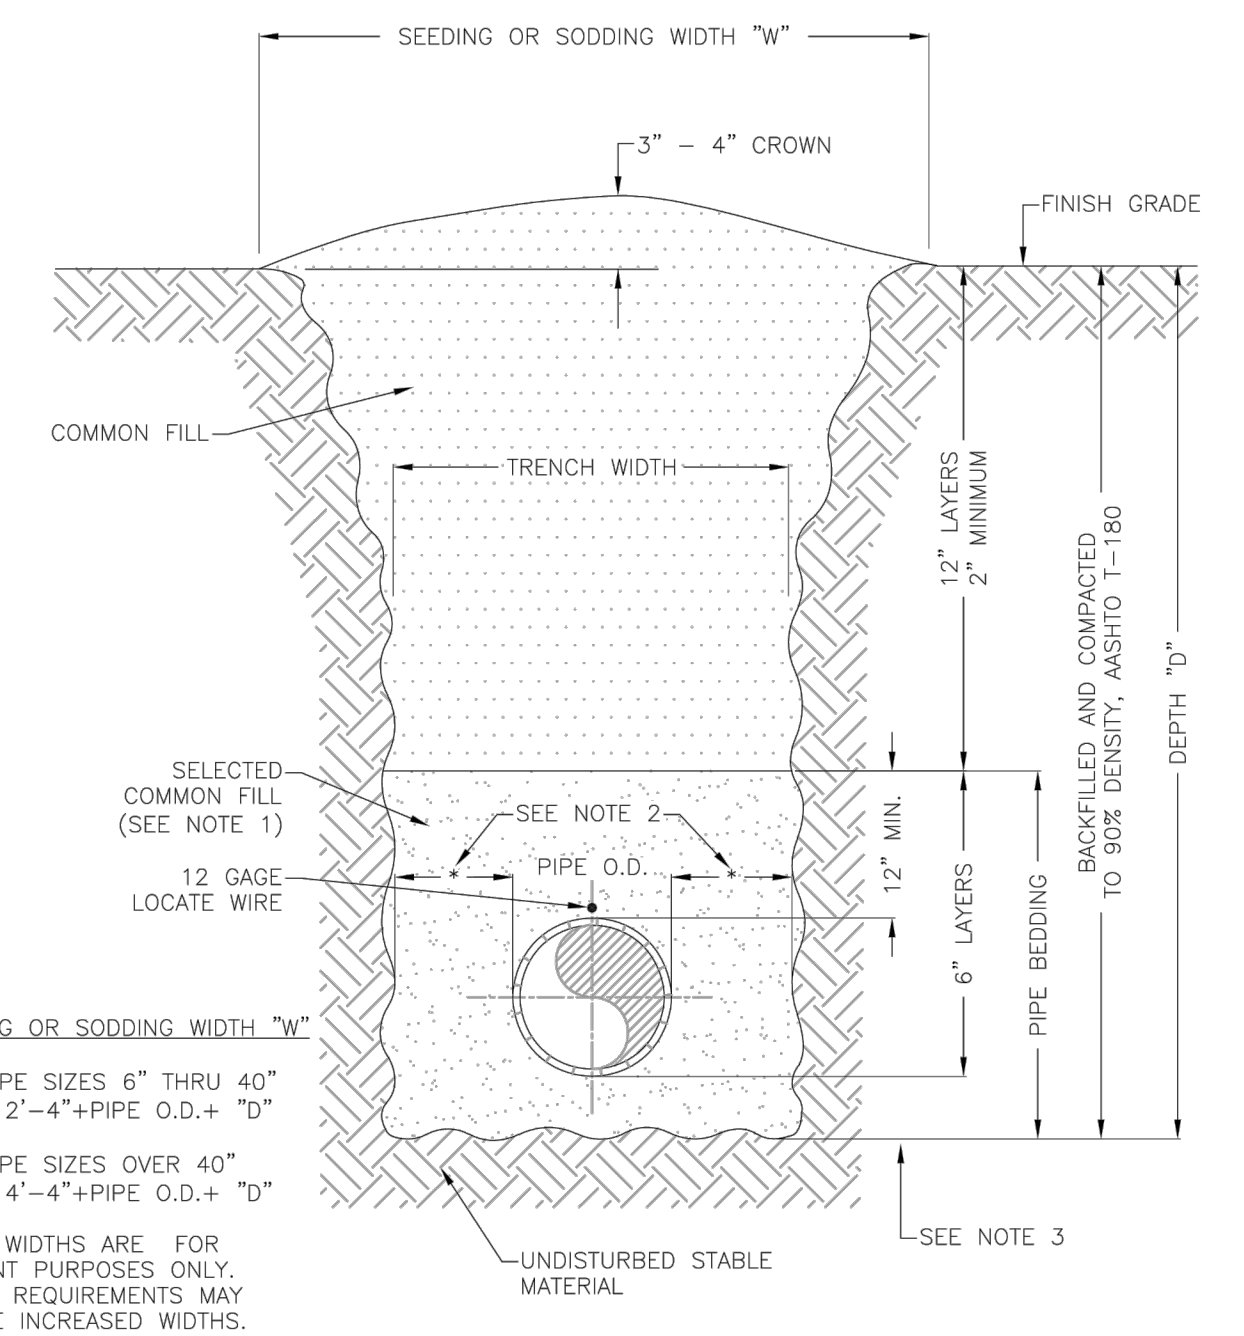 SEEDING OR SODDING WIDTH "W"
3" - 4" CROWN
FINISH GRADE
COMMON FILL
TRENCH WIDTH
12" LAYERS
2" MINIMUM
BACKFILLED AND COMPACTED
TO 90% DENSITY, AASHTO T-180
DEPTH "D"
SELECTED
COMMON FILL
(SEE NOTE 1)
SEE NOTE 2
* PIPE O.D. *
12" MIN.
12 GAGE
LOCATE WIRE
6" LAYERS
PIPE BEDDING
G OR SODDING WIDTH "W"
PE SIZES 6" THRU 40"
2'-4"+PIPE O.D.+ "D"
PE SIZES OVER 40"
4'-4"+PIPE O.D.+ "D"
WIDTHS ARE FOR
NT PURPOSES ONLY.
REQUIREMENTS MAY
E INCREASED WIDTHS.
SEE NOTE 3
UNDISTURBED STABLE
MATERIAL